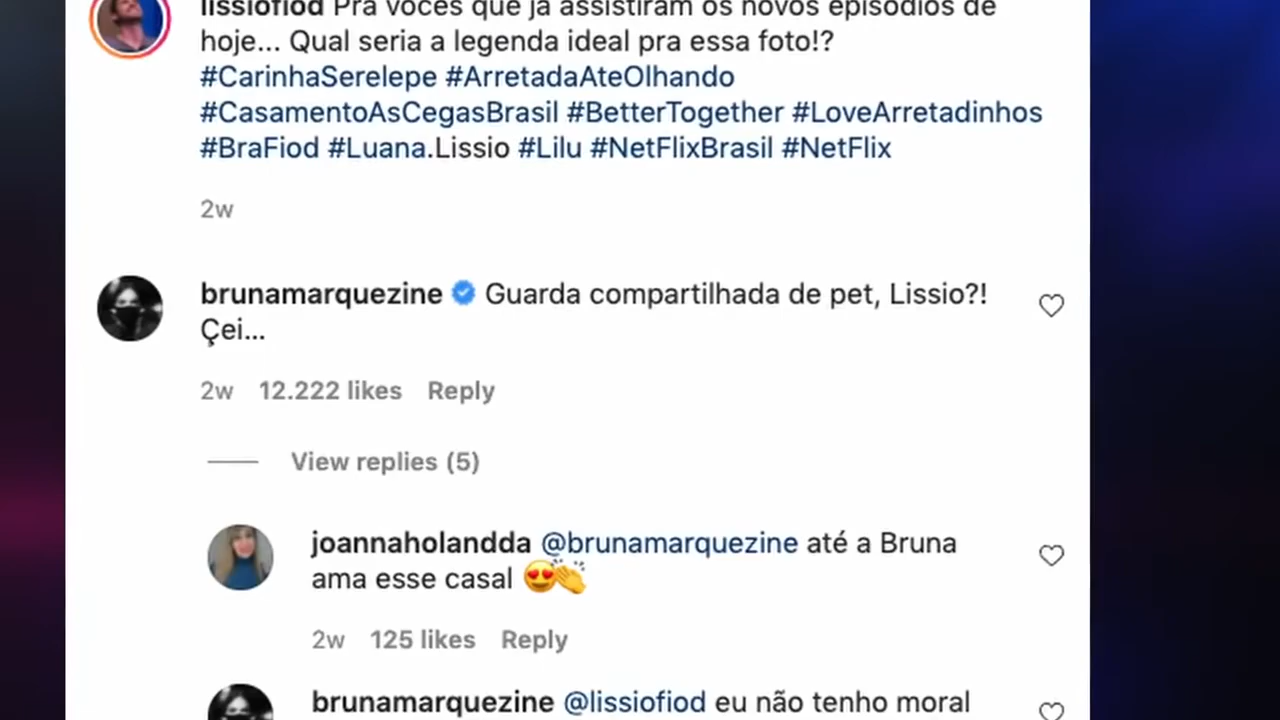 lissiofiod Pra vocês que já assistiram os novos episódios de
hoje... Qual seria a legenda ideal pra essa foto!?
#CarinhaSerelepe #ArretadaAteOlhando
#CasamentoAsCegasBrasil #BetterTogether #LoveArretadinhos
#BraFiod #Luana.Lissio #Lilu #NetFlixBrasil #NetFlix
2w
brunamarquezine Guarda compartilhada de pet, Lissio?!
Çei...
2w 12.222 likes Reply
View replies (5)
joannaholandda @brunamarquezine até a Bruna
ama esse casal 😍👏
2w 125 likes Reply
brunamarquezine @lissiofiod eu não tenho moral